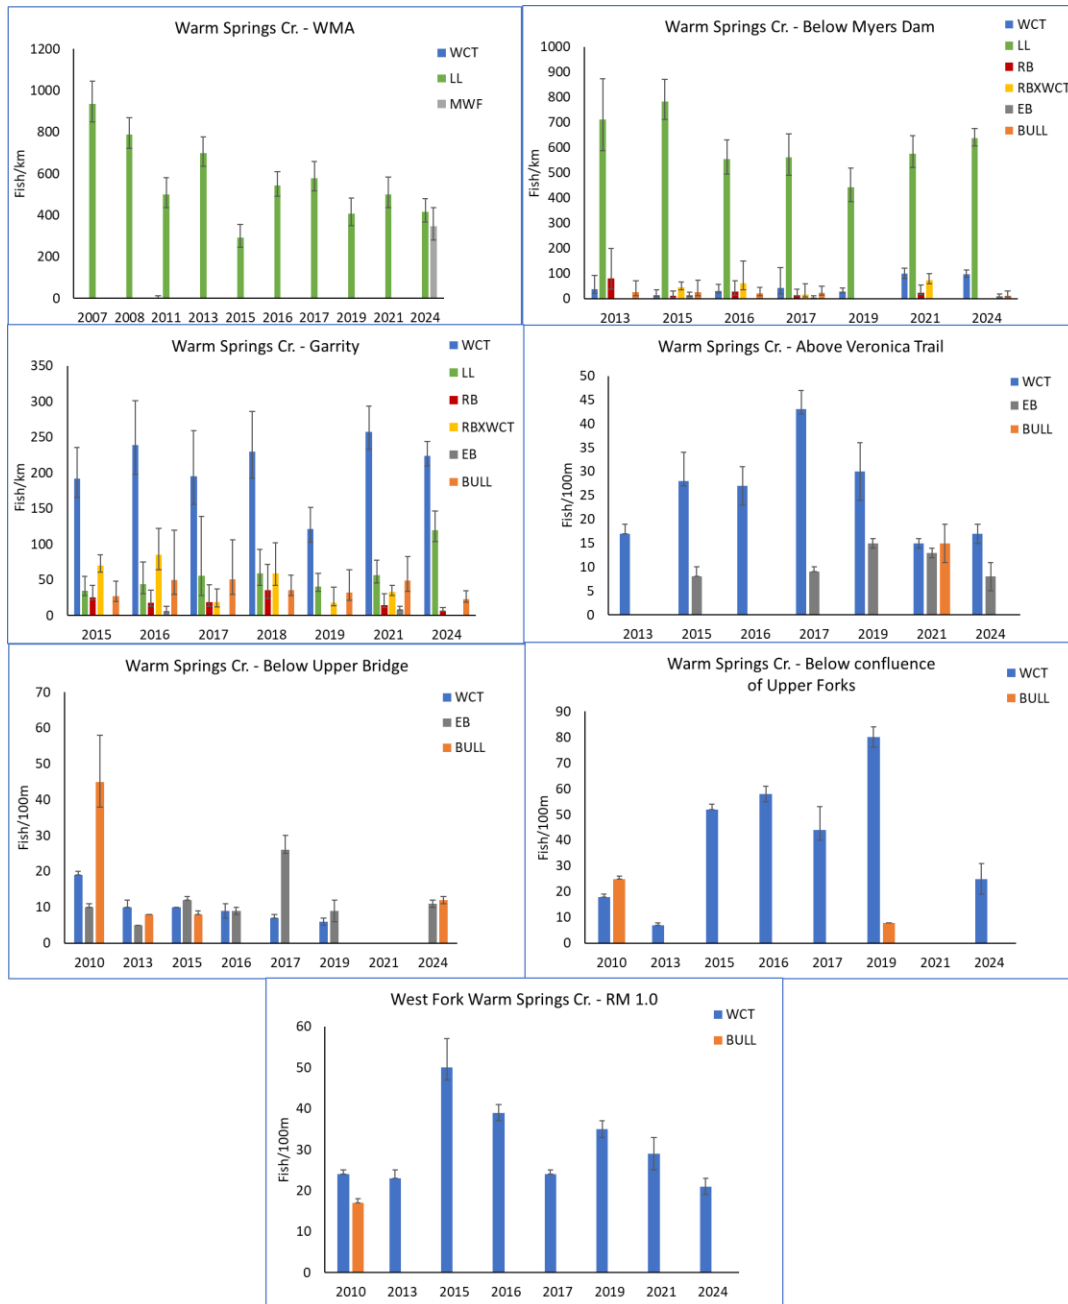 Warm Springs Cr. - WMA
1200
1000
800
600
400
200
0
Fish/km
2007 2008 2011 2013 2015 2016 2017 2019 2021 2024
WCT
LL
MWF
Warm Springs Cr. - Below Myers Dam
1000
900
800
700
600
500
400
300
200
100
0
Fish/km
2013 2015 2016 2017 2019 2021 2024
WCT
LL
RB
RBXWCT
EB
BULL
Warm Springs Cr. - Garrity
350
300
250
200
150
100
50
0
Fish/km
2015 2016 2017 2018 2019 2021 2024
WCT
LL
RB
RBXWCT
EB
BULL
Warm Springs Cr. - Above Veronica Trail
50
45
40
35
30
25
20
15
10
5
0
Fish/100m
2013 2015 2016 2017 2019 2021 2024
WCT
EB
BULL
Warm Springs Cr. - Below Upper Bridge
70
60
50
40
30
20
10
0
Fish/100m
2010 2013 2015 2016 2017 2019 2021 2024
WCT
EB
BULL
Warm Springs Cr. - Below confluence
of Upper Forks
90
80
70
60
50
40
30
20
10
0
Fish/100m
2010 2013 2015 2016 2017 2019 2021 2024
WCT
BULL
West Fork Warm Springs Cr. - RM 1.0
60
50
40
30
20
10
0
Fish/100m
2010 2013 2015 2016 2017 2019 2021 2024
WCT
BULL